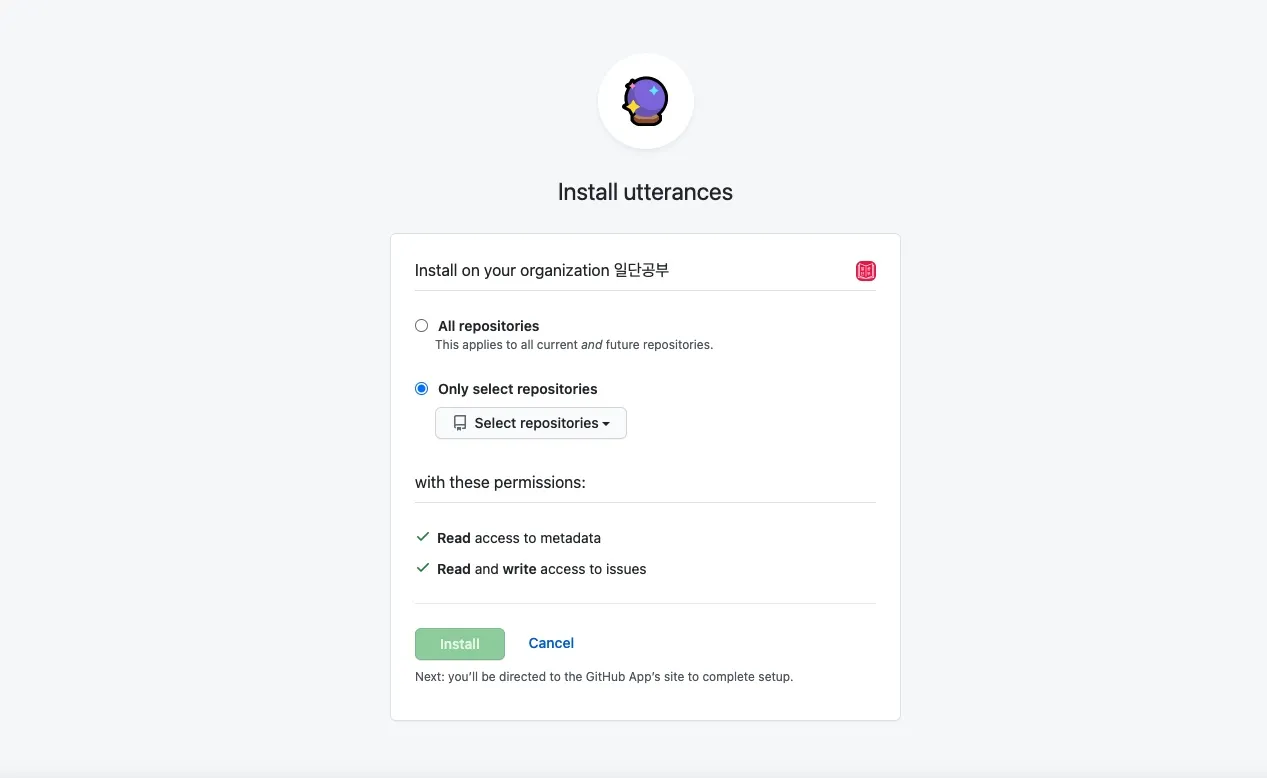 Install utterances
Install on your organization 일단공부
All repositories
This applies to all current and future repositories.
Only select repositories
Select repositories
with these permissions:
Read access to metadata
Read and write access to issues
Install Cancel
Next: you'll be directed to the GitHub App's site to complete setup.